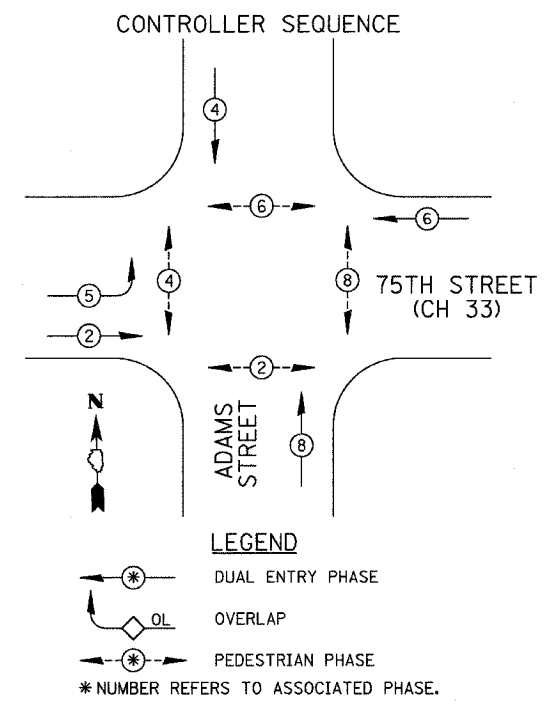 CONTROLLER SEQUENCE
4
6
6
5
4
8
75TH STREET
(CH 33)
2
2
N
ADAMS
STREET
8
LEGEND
* DUAL ENTRY PHASE
OL OVERLAP
* PEDESTRIAN PHASE
* NUMBER REFERS TO ASSOCIATED PHASE.